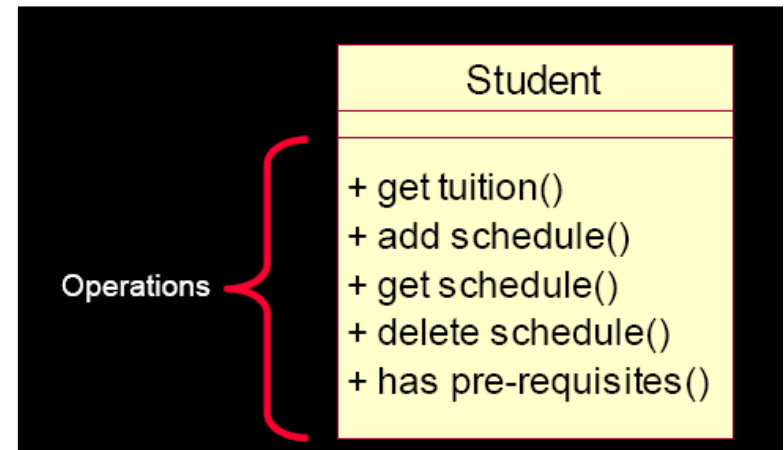 Student
+ get tuition()
+ add schedule()
Operations
+ get schedule()
+ delete schedule()
+ has pre-requisites()